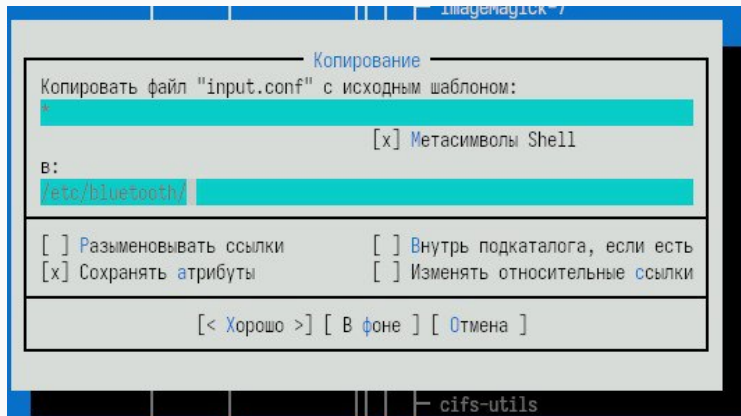 ImageMagick-7
Копирование
Копировать файл "input.conf" с исходным шаблоном:
*
[x] Метасимволы Shell
в:
/etc/bluetooth/
[ ] Разыменовывать ссылки [ ] Внутрь подкаталога, если есть
[x] Сохранять атрибуты [ ] Изменять относительные ссылки
[< Хорошо >] [ В фоне ] [ Отмена ]
cifs-utils